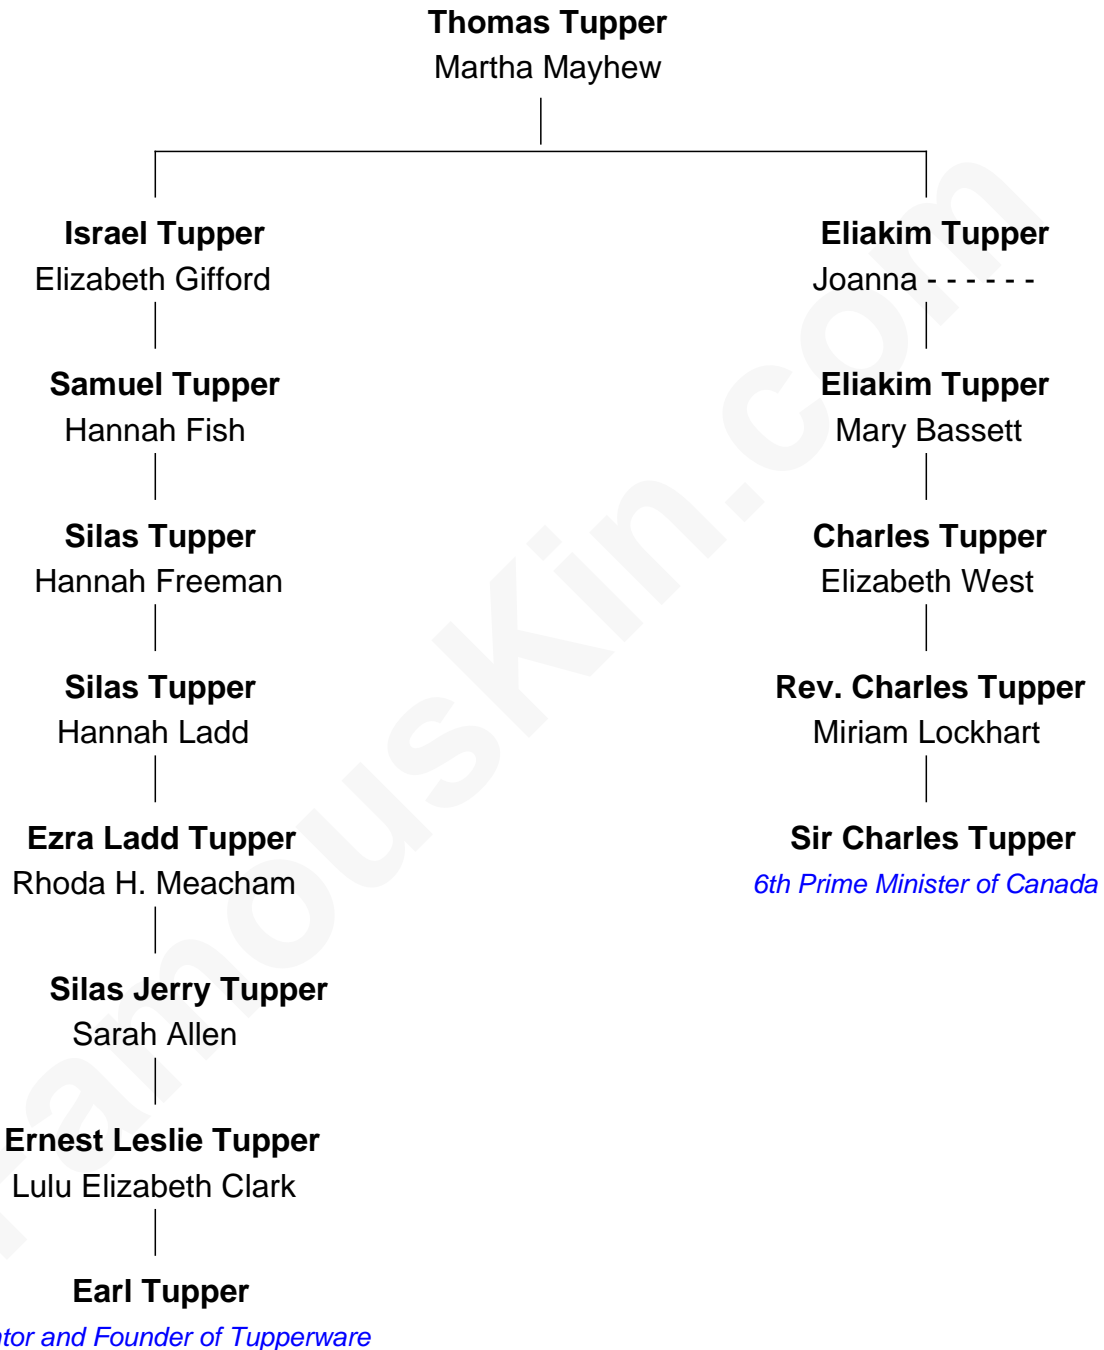 Thomas Tupper
Martha Mayhew
Israel Tupper
Elizabeth Gifford
Samuel Tupper
Hannah Fish
Silas Tupper
Hannah Freeman
Silas Tupper
Hannah Ladd
Ezra Ladd Tupper
Rhoda H. Meacham
Silas Jerry Tupper
Sarah Allen
Ernest Leslie Tupper
Lulu Elizabeth Clark
Earl Tupper
and Founder of Tupperware
Eliakim Tupper
Joanna - - - - - -
Eliakim Tupper
Mary Bassett
Charles Tupper
Elizabeth West
Rev. Charles Tupper
Miriam Lockhart
Sir Charles Tupper
6th Prime Minister of Canada
FamousKin.com